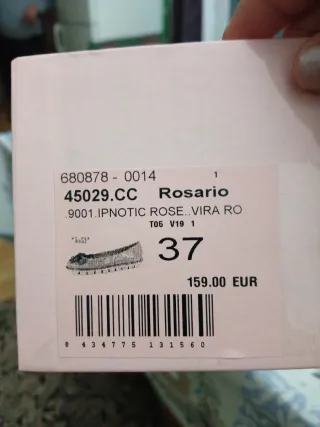 680878 - 0014 1
45029.CC Rosario
.9001.IPNOTIC ROSE..VIRA RO
T05 V19 1
37
159.00 EUR
8 434775 131560